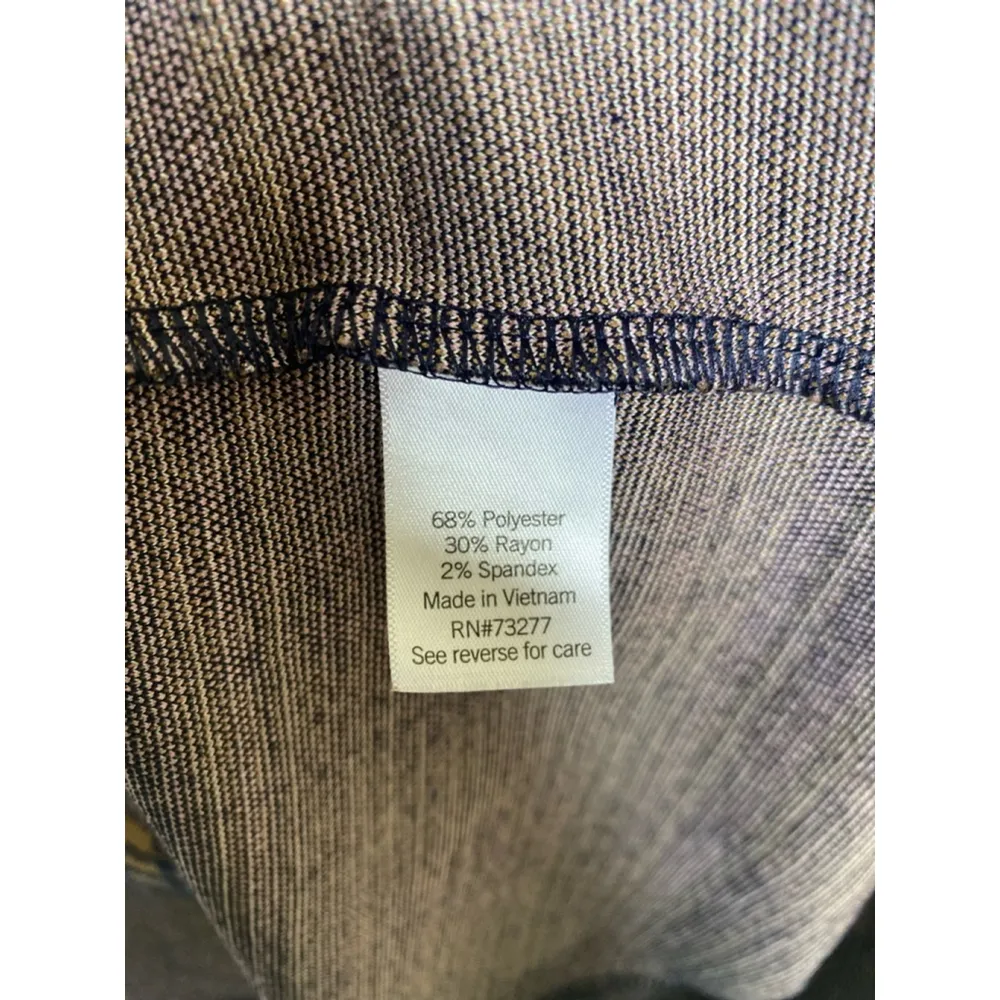 68% Polyester
30% Rayon
2% Spandex
Made in Vietnam
RN#73277
See reverse for care